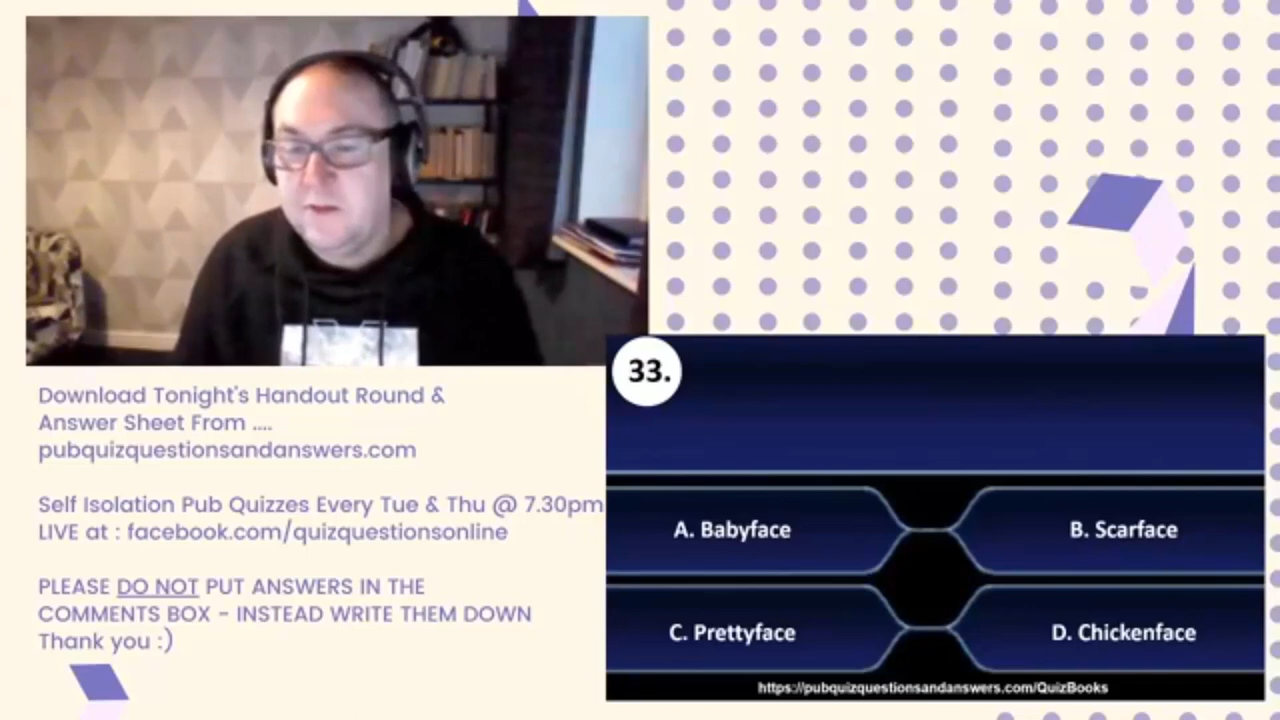 Download Tonight's Handout Round &
Answer Sheet From ....
pubquizquestionsandanswers.com
Self Isolation Pub Quizzes Every Tue & Thu @ 7.30pm
LIVE at : facebook.com/quizquestionsonline
PLEASE DO NOT PUT ANSWERS IN THE
COMMENTS BOX - INSTEAD WRITE THEM DOWN
Thank you :)
33.
A. Babyface
B. Scarface
C. Prettyface
D. Chickenface
https://pubquizquestionsandanswers.com/QuizBooks